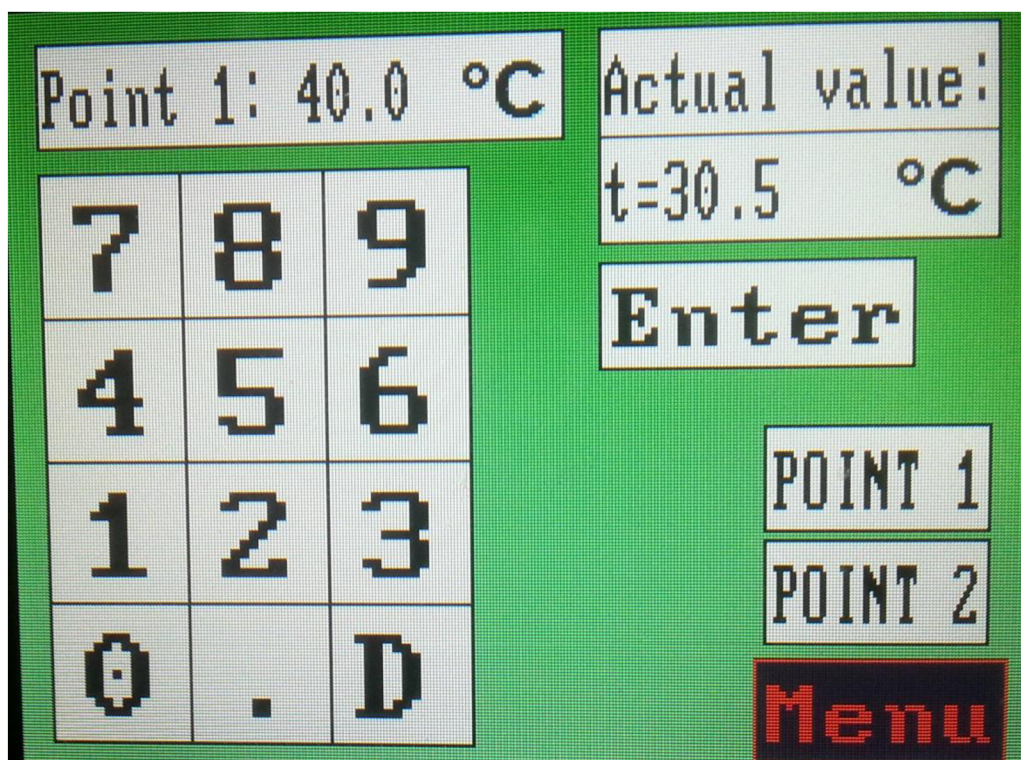 Point 1: 40.0 °C
Actual value:
t=30.5 °C
7 8 9
4 5 6
1 2 3
0 . D
Enter
POINT 1
POINT 2
Menu